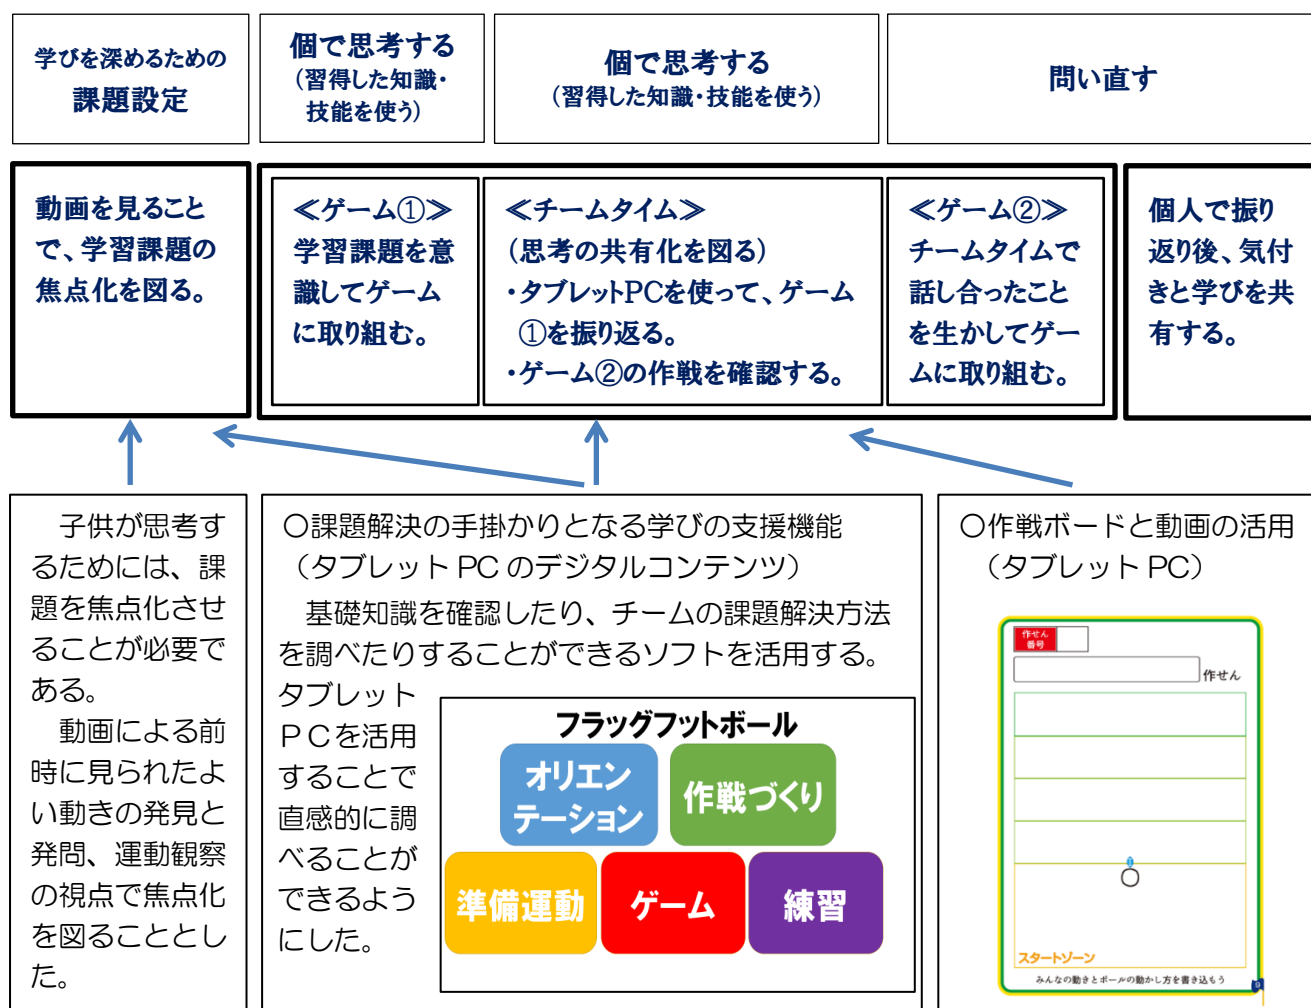 学びを深めるための
課題設定
個で思考する
（習得した知識・
技能を使う）
個で思考する
（習得した知識・技能を使う）
問い直す
動画を見ること
で、学習課題の
焦点化を図る。
≪ゲーム①≫
学習課題を意
識してゲーム
に取り組む。
≪チームタイム≫
（思考の共有化を図る）
・タブレットPCを使って、ゲーム
①を振り返る。
・ゲーム②の作戦を確認する。
≪ゲーム②≫
チームタイムで
話し合ったこと
を生かしてゲー
ムに取り組む。
個人で振り
返り後、気付
きと学びを共
有する。
子供が思考す
るためには、課
題を焦点化させ
ることが必要で
ある。
動画による前
時に見られたよ
い動きの発見と
発問、運動観察
の視点で焦点化
を図ることとし
た。
〇課題解決の手掛かりとなる学びの支援機能
（タブレット PC のデジタルコンテンツ）
基礎知識を確認したり、チームの課題解決方法
を調べたりすることができるソフトを活用する。
タブレット
ＰＣを活用
することで
直感的に調
べることが
できるよう
にした。
フラッグフットボール
オリエン
テーション
作戦づくり
準備運動
ゲーム
練習
〇作戦ボードと動画の活用
（タブレット PC）
作せん
番号
作せん
スタートゾーン
みんなの動きとボールの動かし方を書き込もう
9